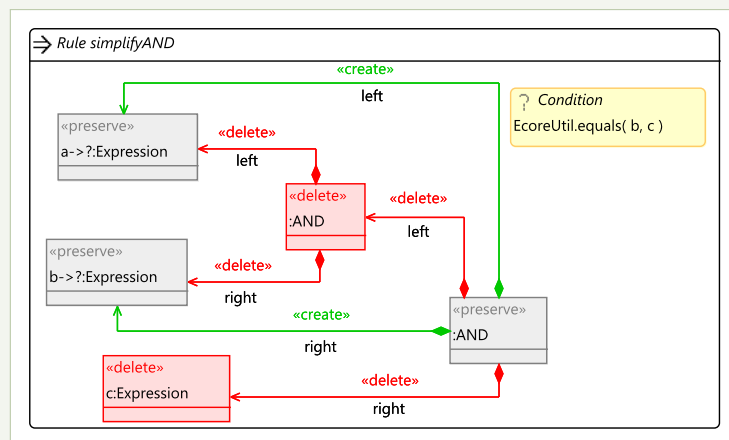 Rule simplifyAND
«create»
left
? Condition
EcoreUtil.equals( b, c )
«preserve»
a->?:Expression
«delete»
left
«delete»
:AND
«delete»
left
«preserve»
b->?:Expression
«delete»
right
«create»
right
«preserve»
:AND
«delete»
c:Expression
«delete»
right